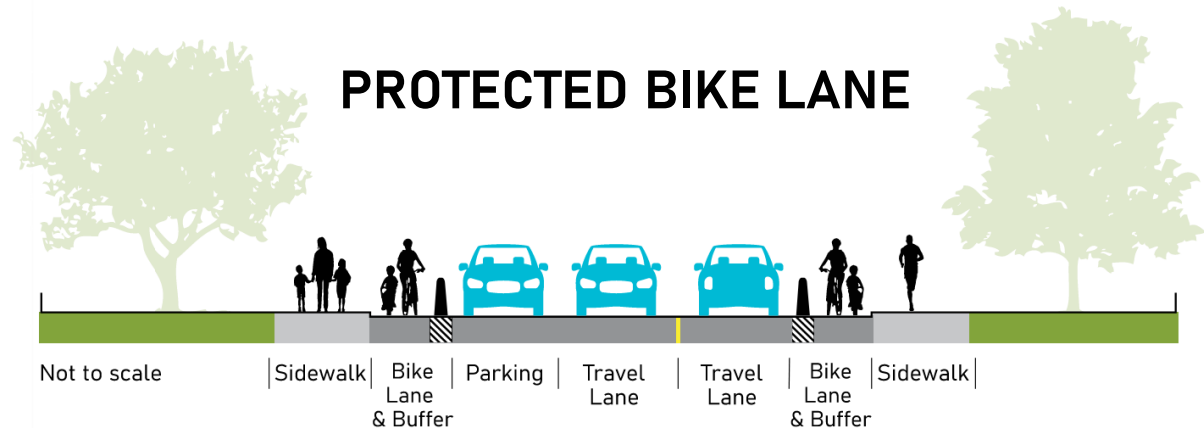 PROTECTED BIKE LANE
Not to scale
Sidewalk
Bike
Lane
& Buffer
Parking
Travel
Lane
Travel
Lane
Bike
Lane
& Buffer
Sidewalk